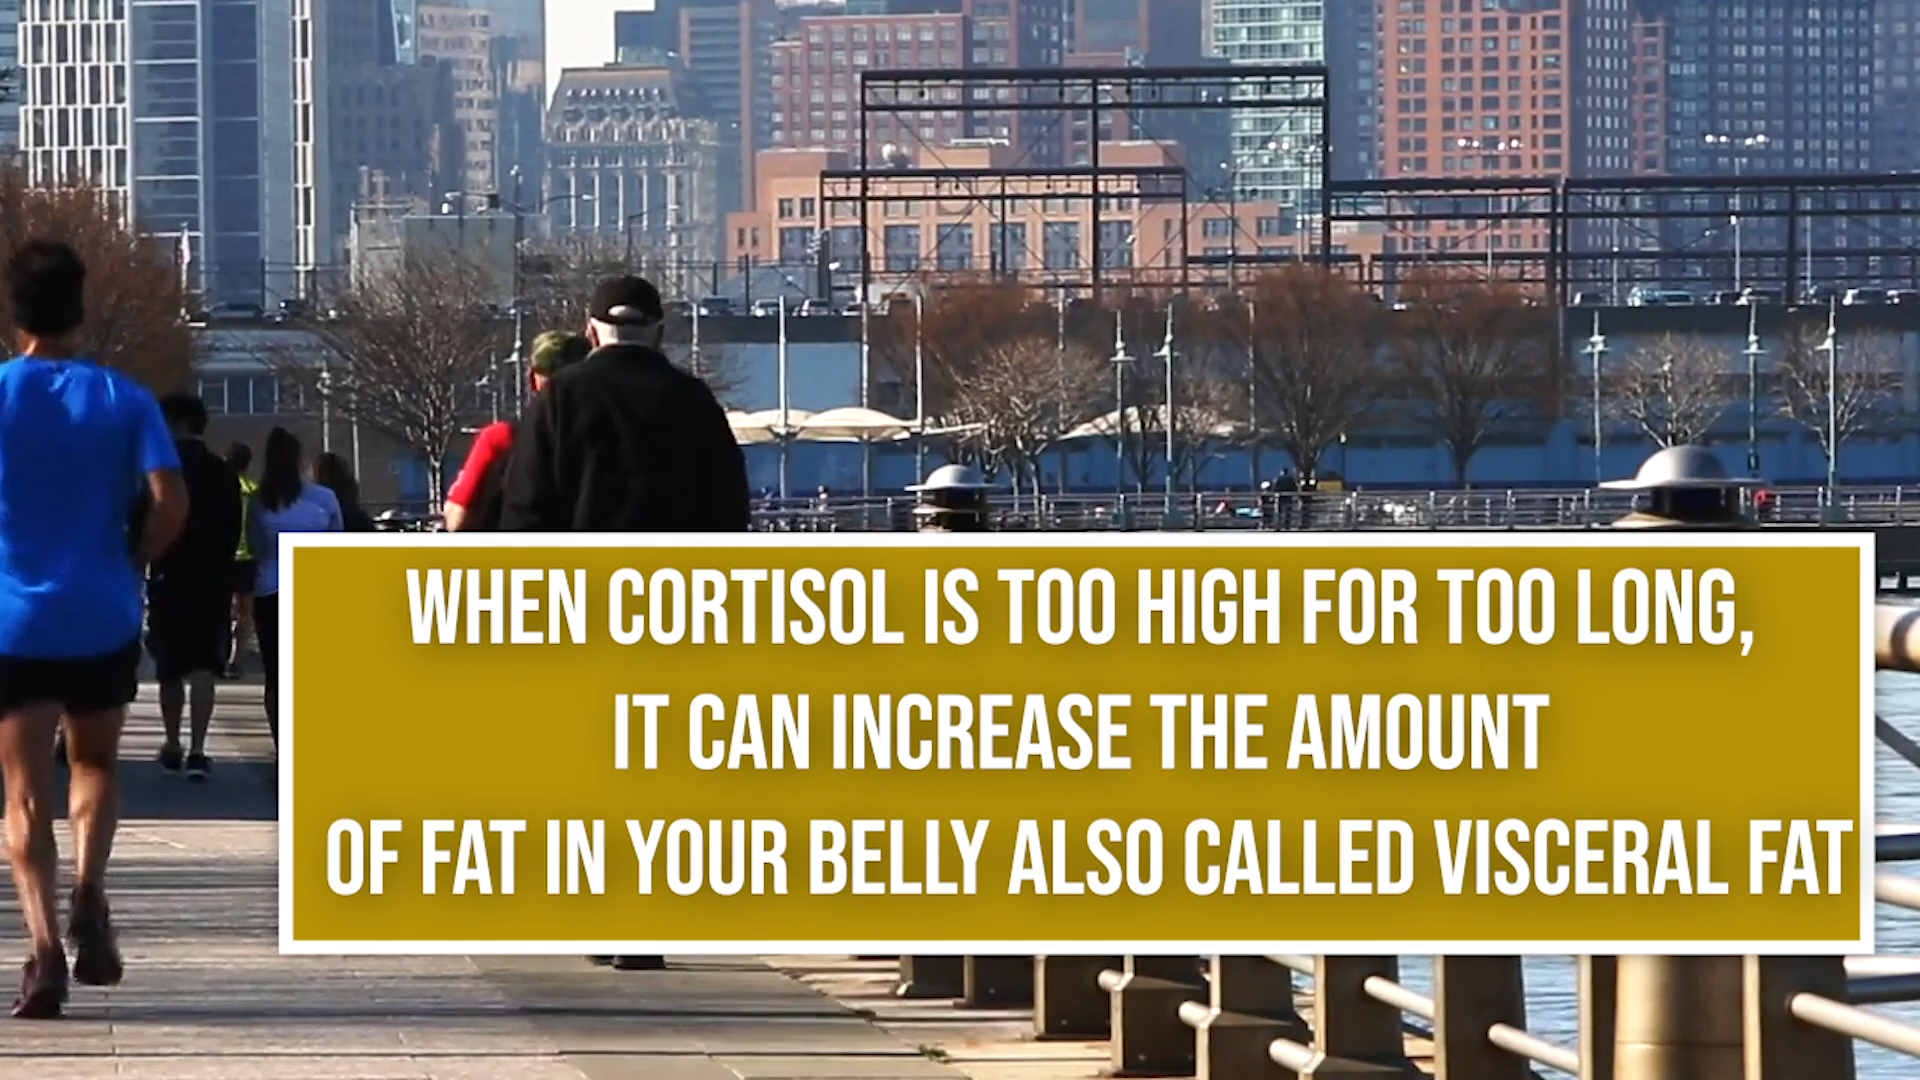 WHEN CORTISOL IS TOO HIGH FOR TOO LONG,
IT CAN INCREASE THE AMOUNT
OF FAT IN YOUR BELLY ALSO CALLED VISCERAL FAT